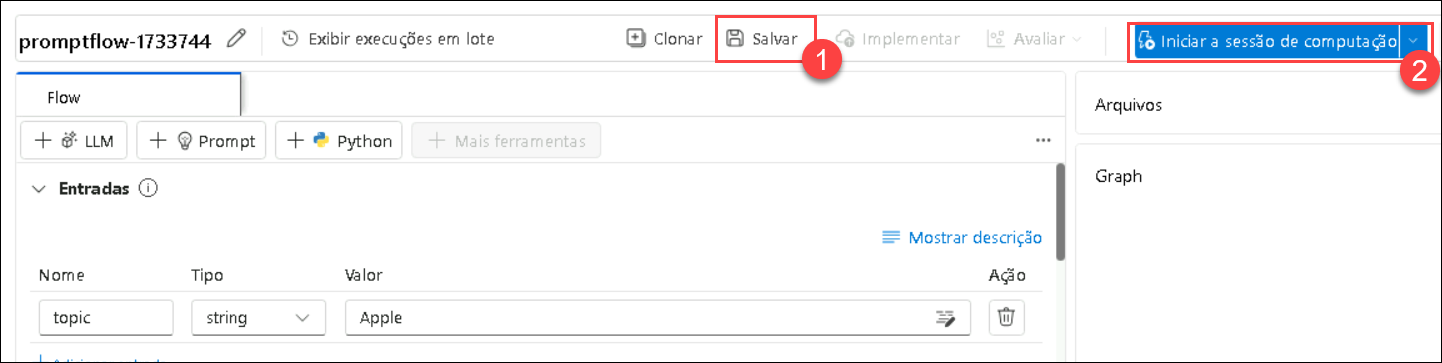 promptflow-1733744 Exibir execuções em lote Clonar Salvar Implementar Avaliar Iniciar a sessão de computação
1
2
Flow
Arquivos
+ LLM + Prompt + Python + Mais ferramentas ...
Graph
Entradas
Mostrar descrição
Nome Tipo Valor Ação
topic string Apple